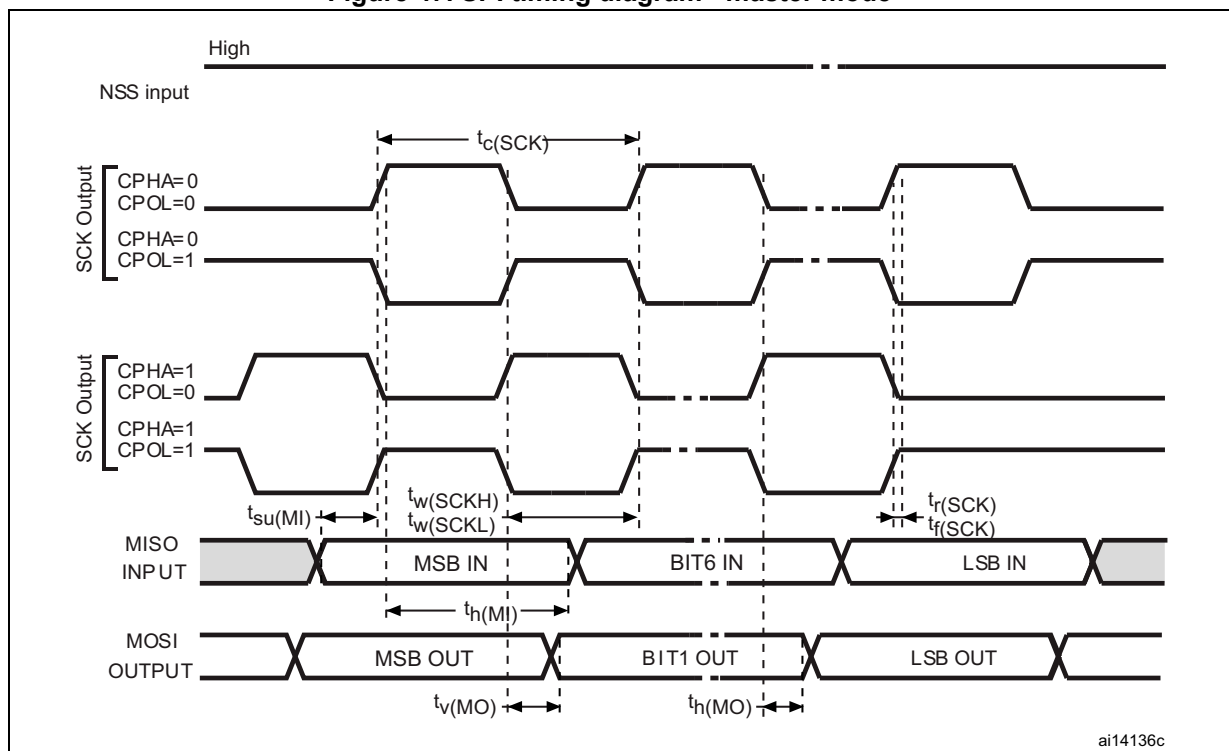 High
NSS input
tc(SCK)
SCK Output
CPHA=0
CPOL=0
CPHA=0
CPOL=1
SCK Output
CPHA=1
CPOL=0
CPHA=1
CPOL=1
tsu(MI)
tw(SCKH)
tw(SCKL)
tr(SCK)
tf(SCK)
MISO
INPUT
MSB IN
BIT6 IN
LSB IN
th(MI)
MOSI
OUTPUT
MSB OUT
BIT1 OUT
LSB OUT
tv(MO)
th(MO)
ai14136c